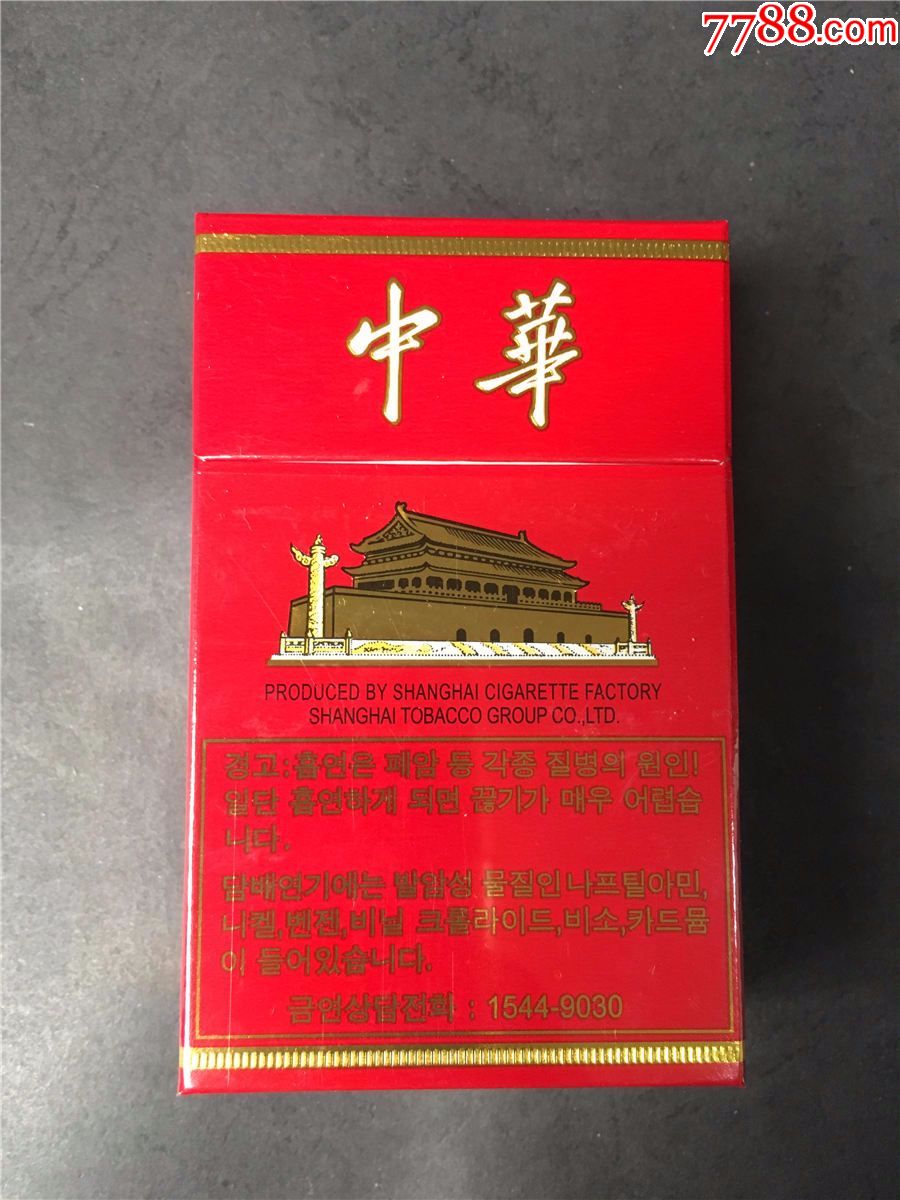 7788.com
中華
PRODUCED BY SHANGHAI CIGARETTE FACTORY
SHANGHAI TOBACCO GROUP CO.,LTD.
경고:흡연은 폐암 등 각종 질병의 원인!
일단 흡연하게 되면 끊기가 매우 어렵습
니다.
담배연기에는 발암성 물질인 나프틸아민,
니켈,벤젠,비닐 크롤라이드,비소,카드뮴
이 들어있습니다.
금연상담전화 : 1544-9030